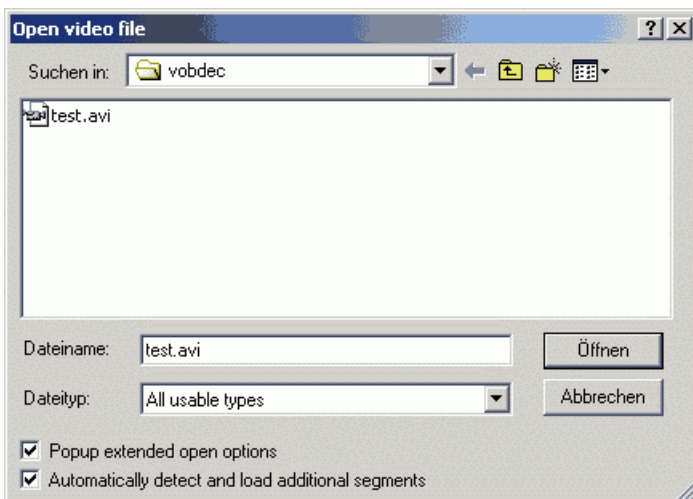 Open video file
Suchen in: vobdec
test.avi
Dateiname: test.avi Öffnen
Dateityp: All usable types Abbrechen
Popup extended open options
Automatically detect and load additional segments